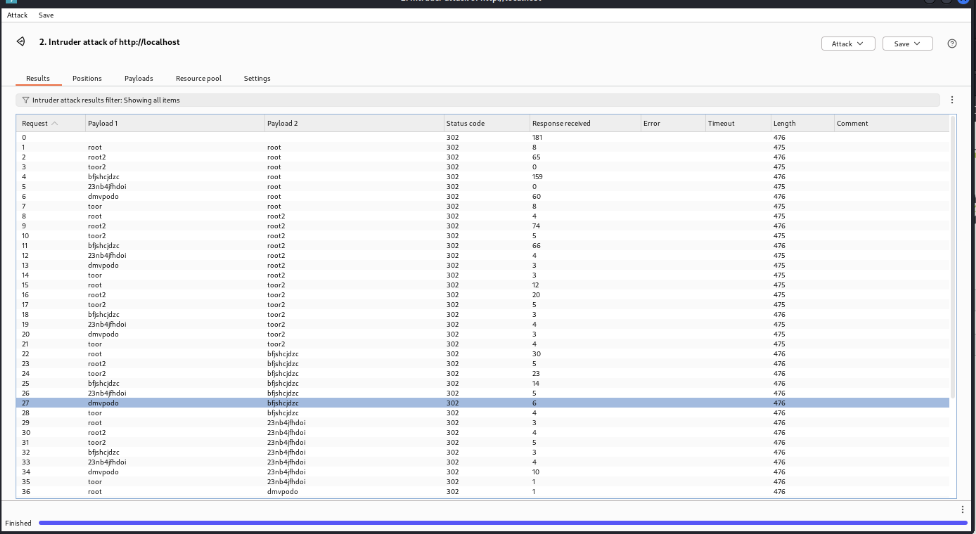 Attack Save
2. Intruder attack of http://localhost
Attack Save
Results Positions Payloads Resource pool Settings
Intruder attack results filter: Showing all items
Request Payload 1 Payload 2 Status code Response received Error Timeout Length Comment
0 302 181 476
1 root root 302 8 475
2 root2 root 302 65 476
3 toor2 root 302 0 475
4 bfjshcjdzc root 302 159 476
5 23nb4jfhdoi root 302 0 475
6 dmvpodo root 302 60 476
7 toor root 302 8 475
8 root root2 302 4 475
9 root2 root2 302 74 476
10 toor2 root2 302 5 475
11 bfjshcjdzc root2 302 66 476
12 23nb4jfhdoi root2 302 4 475
13 dmvpodo root2 302 3 476
14 toor root2 302 3 475
15 root toor2 302 12 475
16 root2 toor2 302 20 475
17 toor2 toor2 302 5 475
18 bfjshcjdzc toor2 302 3 476
19 23nb4jfhdoi toor2 302 4 475
20 dmvpodo toor2 302 3 475
21 toor toor2 302 4 475
22 root bfjshcjdzc 302 30 476
23 root2 bfjshcjdzc 302 5 475
24 toor2 bfjshcjdzc 302 23 476
25 bfjshcjdzc bfjshcjdzc 302 14 476
26 23nb4jfhdoi bfjshcjdzc 302 5 476
27 dmvpodo bfjshcjdzc 302 6 476
28 toor bfjshcjdzc 302 4 476
29 root 23nb4jfhdoi 302 3 476
30 root2 23nb4jfhdoi 302 4 476
31 toor2 23nb4jfhdoi 302 5 476
32 bfjshcjdzc 23nb4jfhdoi 302 3 476
33 23nb4jfhdoi 23nb4jfhdoi 302 4 476
34 dmvpodo 23nb4jfhdoi 302 10 476
35 toor 23nb4jfhdoi 302 1 475
36 root dmvpodo 302 1 476
Finished